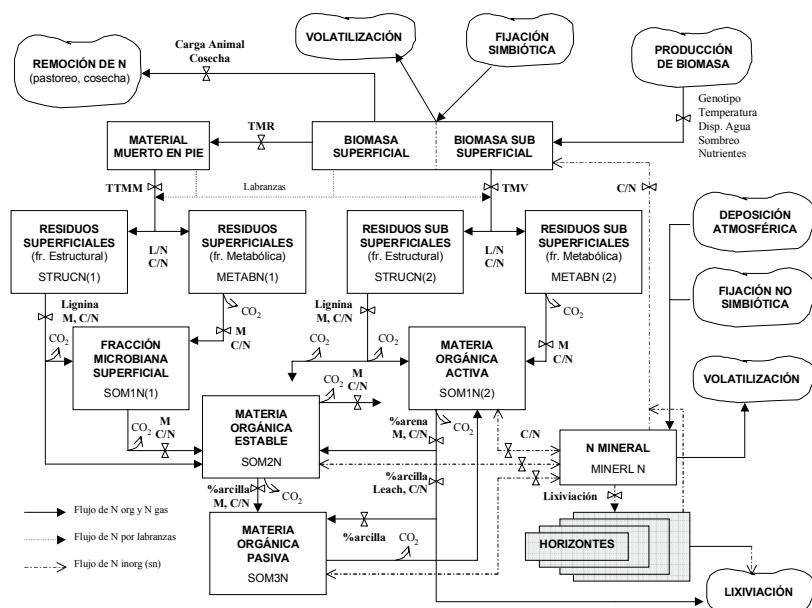 Carga Animal
Cosecha
VOLATILIZACIÓN
FIJACIÓN
SIMBIÓTICA
REMOCIÓN DE N
(pastoreo, cosecha)
PRODUCCIÓN
DE BIOMASA
Genotipo
Temperatura
Disp. Agua
Sombreo
Nutrientes
MATERIAL
MUERTO EN PIE
TMR
BIOMASA
SUPERFICIAL
BIOMASA SUB
SUPERFICIAL
TTMM
Labranzas
TMV
C/N
RESIDUOS
SUPERFICIALES
(fr. Estructural)
STRUCN(1)
L/N
C/N
RESIDUOS
SUPERFICIALES
(fr. Metabólica)
METABN(1)
RESIDUOS SUB
SUPERFICIALES
(fr. Estructural)
STRUCN(2)
L/N
C/N
RESIDUOS SUB
SUPERFICIALES
(fr. Metabólica)
METABN (2)
DEPOSICIÓN
ATMOSFÉRICA
FIJACIÓN NO
SIMBIÓTICA
Lignina
M, C/N
CO2
CO2
M
C/N
Lignina
M, C/N
CO2
CO2
CO2
M
C/N
FRACCIÓN
MICROBIANA
SUPERFICIAL
SOM1N(1)
MATERIA
ORGÁNICA
ACTIVA
SOM1N(2)
VOLATILIZACIÓN
M
C/N
CO2
CO2
M
C/N
MATERIA
ORGÁNICA
ESTABLE
SOM2N
CO2
%arena
M, C/N
CO2
C/N
N MINERAL
MINERL N
%arcilla
M, C/N
CO2
%arcilla
Leach, C/N
Lixiviación
MATERIA
ORGÁNICA
PASIVA
SOM3N
%arcilla
CO2
HORIZONTES
LIXIVIACIÓN
Flujo de N org y N gas
Flujo de N por labranzas
Flujo de N inorg (sn)